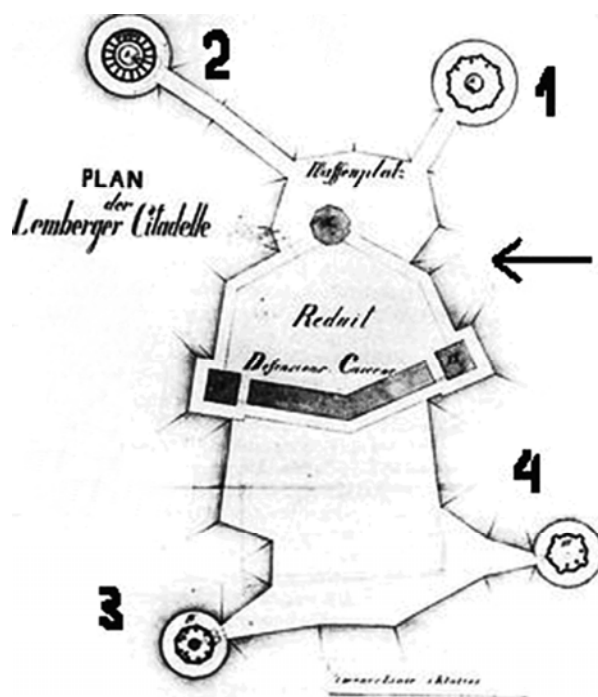 2
1
Waffenplatz
PLAN
der
Lemberger Citadelle
Reduit
Defensions Caserne
4
3